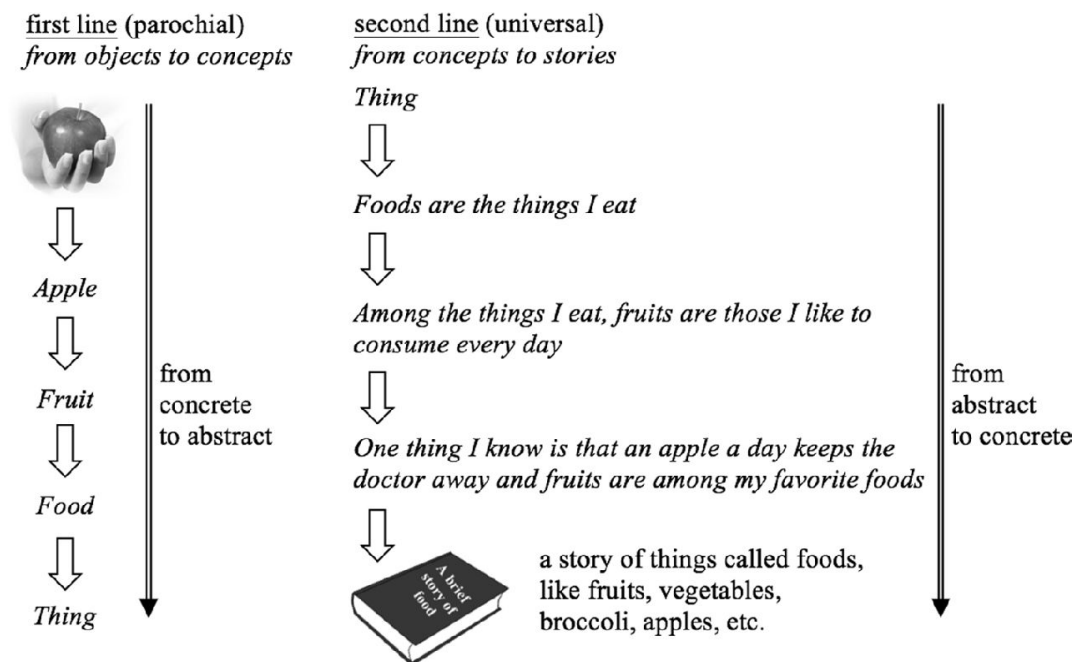 first line (parochial)
from objects to concepts
Apple
Fruit
Food
Thing
from
concrete
to abstract
second line (universal)
from concepts to stories
Thing
Foods are the things I eat
Among the things I eat, fruits are those I like to
consume every day
One thing I know is that an apple a day keeps the
doctor away and fruits are among my favorite foods
A brief
story of
food
a story of things called foods,
like fruits, vegetables,
broccoli, apples, etc.
from
abstract
to concrete